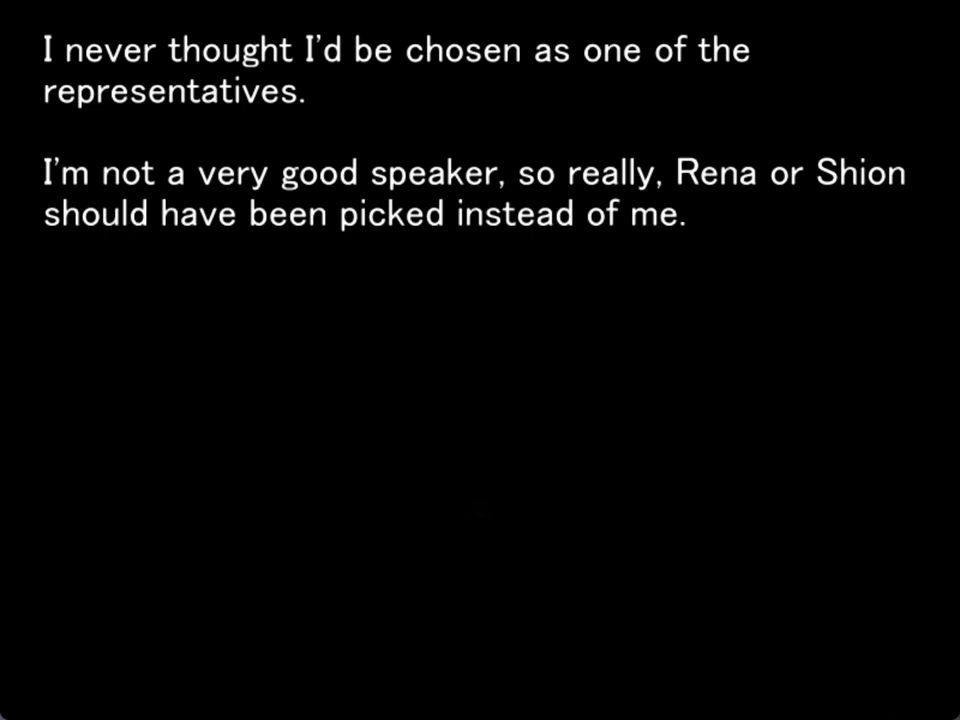 I never thought I'd be chosen as one of the
representatives.
I'm not a very good speaker, so really, Rena or Shion
should have been picked instead of me.